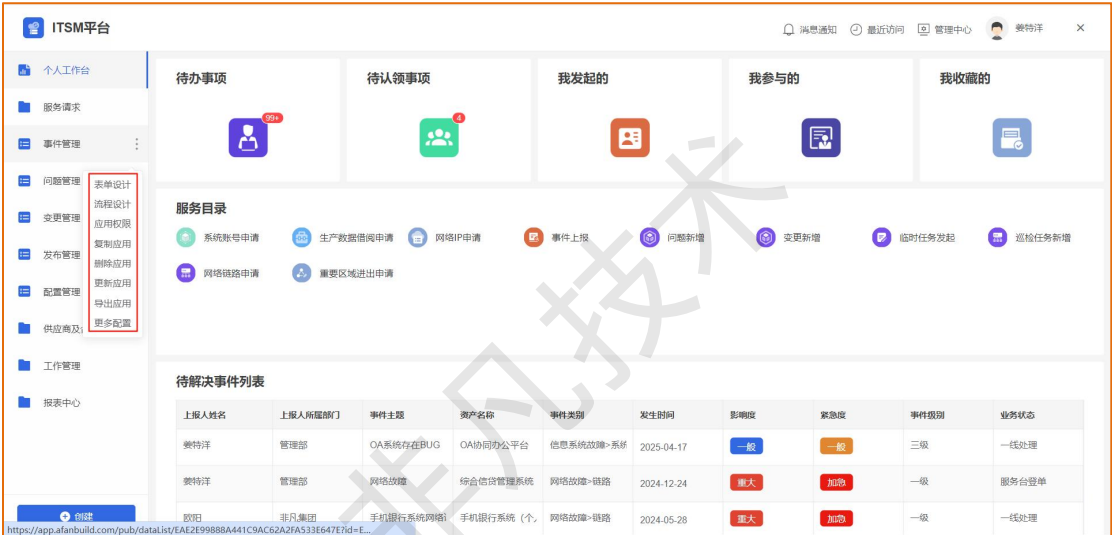 ITSM平台
消息通知 最近访问 管理中心 姜特洋 ×
个人工作台
服务请求
事件管理
问题管理
变更管理
发布管理
配置管理
供应商及
工作管理
报表中心
创建
表单设计
流程设计
应用权限
复制应用
删除应用
更新应用
导出应用
更多配置
待办事项 待认领事项 我发起的 我参与的 我收藏的
99+ 4
服务目录
系统账号申请 生产数据借阅申请 网络IP申请 事件上报 问题新增 变更新增 临时任务发起 巡检任务新增
网络链路申请 重要区域进出申请
待解决事件列表
上报人姓名 上报人所属部门 事件主题 资产名称 事件类别 发生时间 影响度 紧急度 事件级别 业务状态
姜特洋 管理部 OA系统存在BUG OA协同办公平台 信息系统故障>系统 2025-04-17 一般 一般 三级 一线处理
姜特洋 管理部 网络故障 综合信贷管理系统 网络故障>链路 2024-12-24 重大 加急 一级 服务台登单
欧阳 非凡集团 手机银行系统网络 手机银行系统（个 网络故障>链路 2024-05-28 重大 加急 一级 一线处理
https://app.afanbuild.com/pub/dataList/EAE2E99888A441C9AC62A2FA533E647E?id=E...
非凡技术